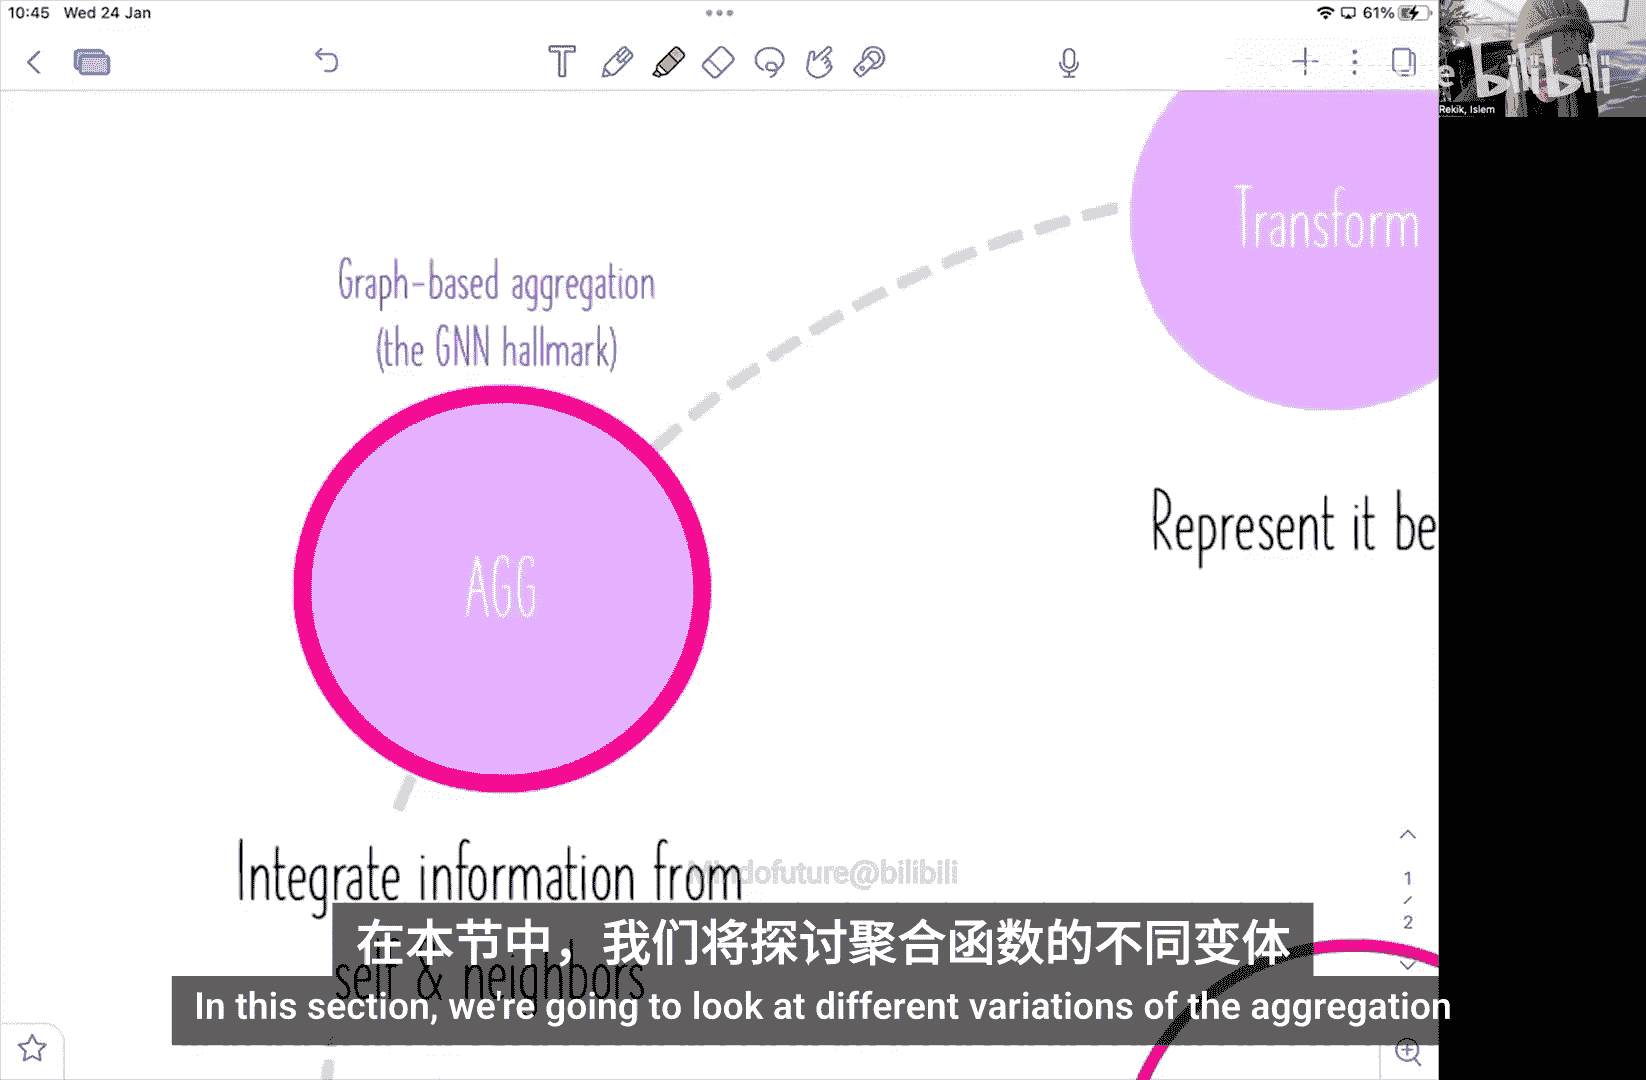 10:45 Wed 24 Jan
61%
bilibili
e
Rekik, Islem
Transform
Graph-based aggregation
(the GNN hallmark)
Represent it be
AGG
Integrate information from
Mindofuture@bilibili
self & neighbors
1
/
2
在本节中，我们将探讨聚合函数的不同变体
In this section, we're going to look at different variations of the aggregation